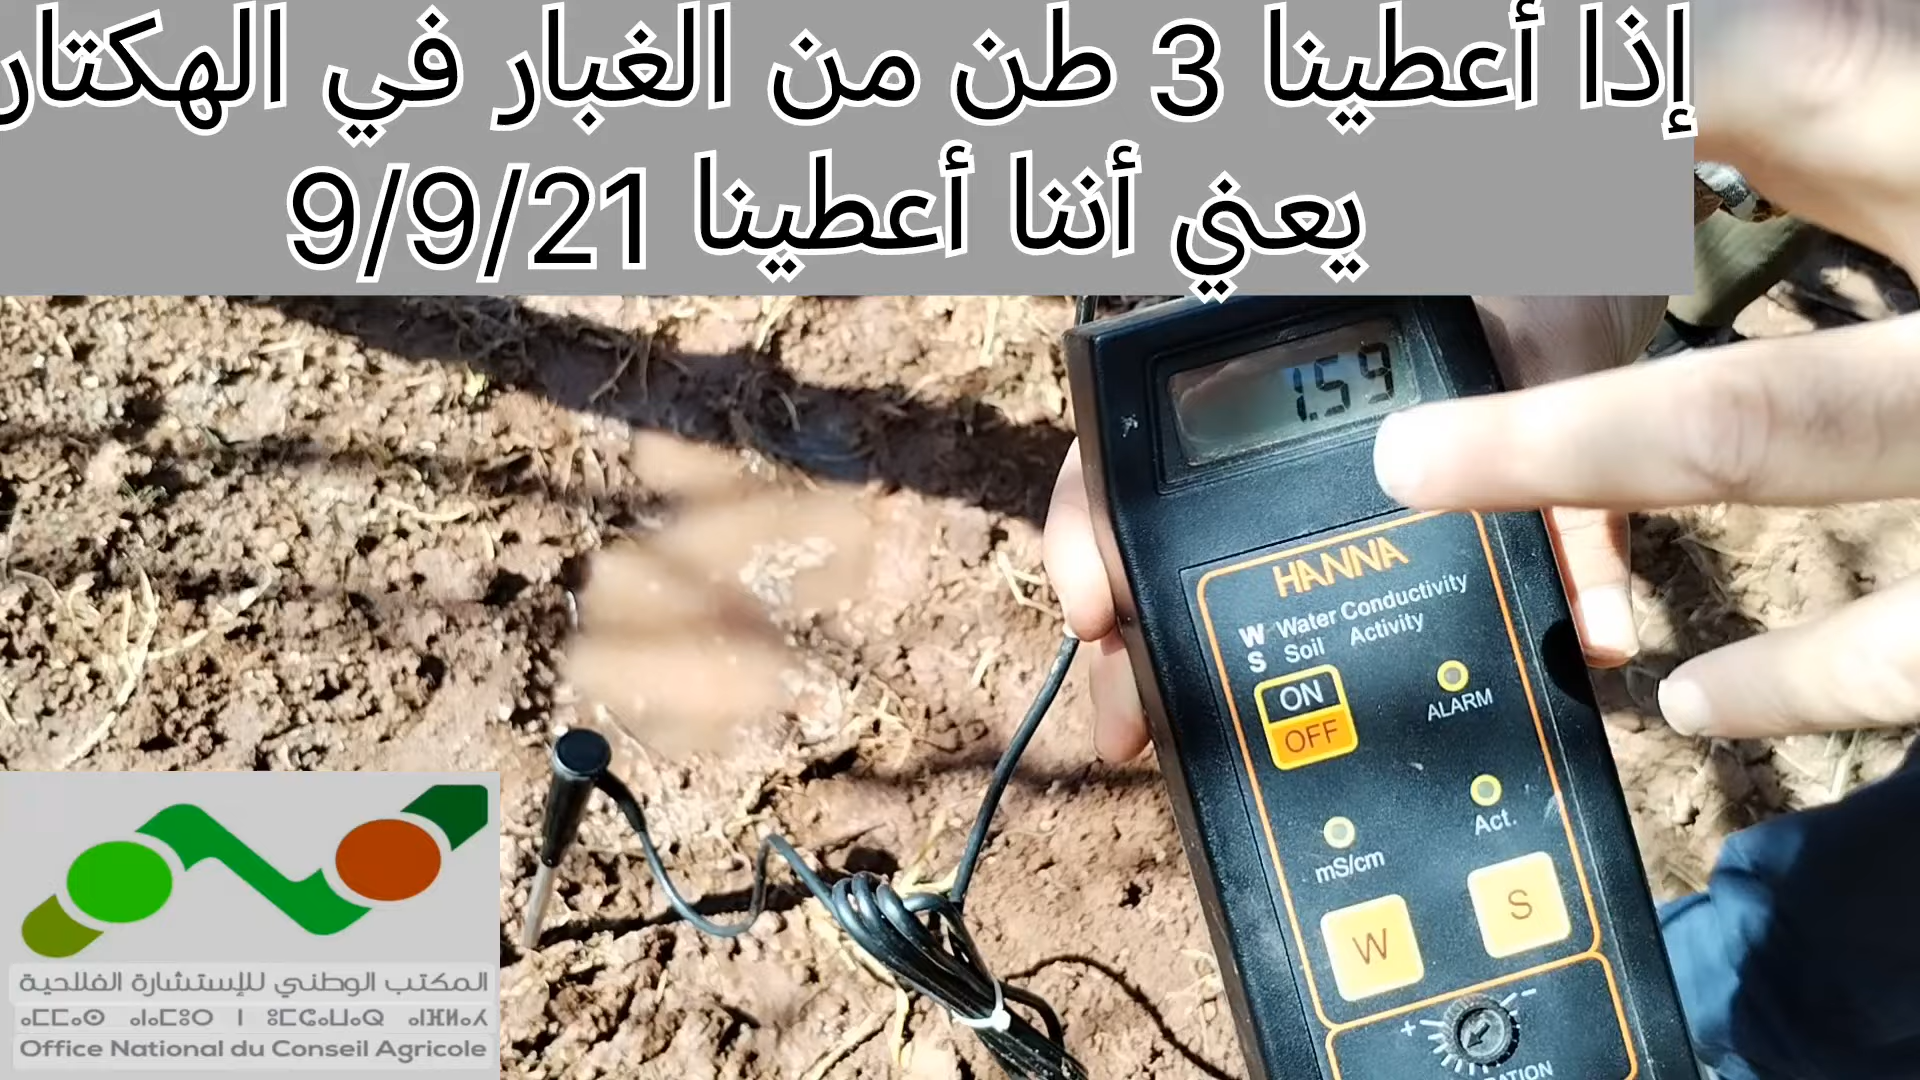 إذا أعطينا 3 طن من الغبار في الهكتار
يعني أننا أعطينا 9/9/21
1.59
HANNA
W Water Conductivity
S Soil Activity
ON
OFF
ALARM
mS/cm
Act.
W
S
+
-
المكتب الوطني للإستشارة الفلاحية
Office National du Conseil Agricole